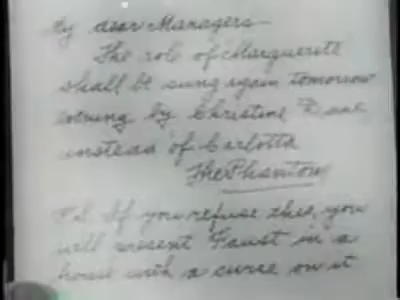 My dear Managers—
The role of Marguerite
shall be sung again tomorrow
evening by Christine Daae,
instead of Carlotta
The Phantom
P.S. If you refuse this, you
will present Faust in a
house with a curse on it